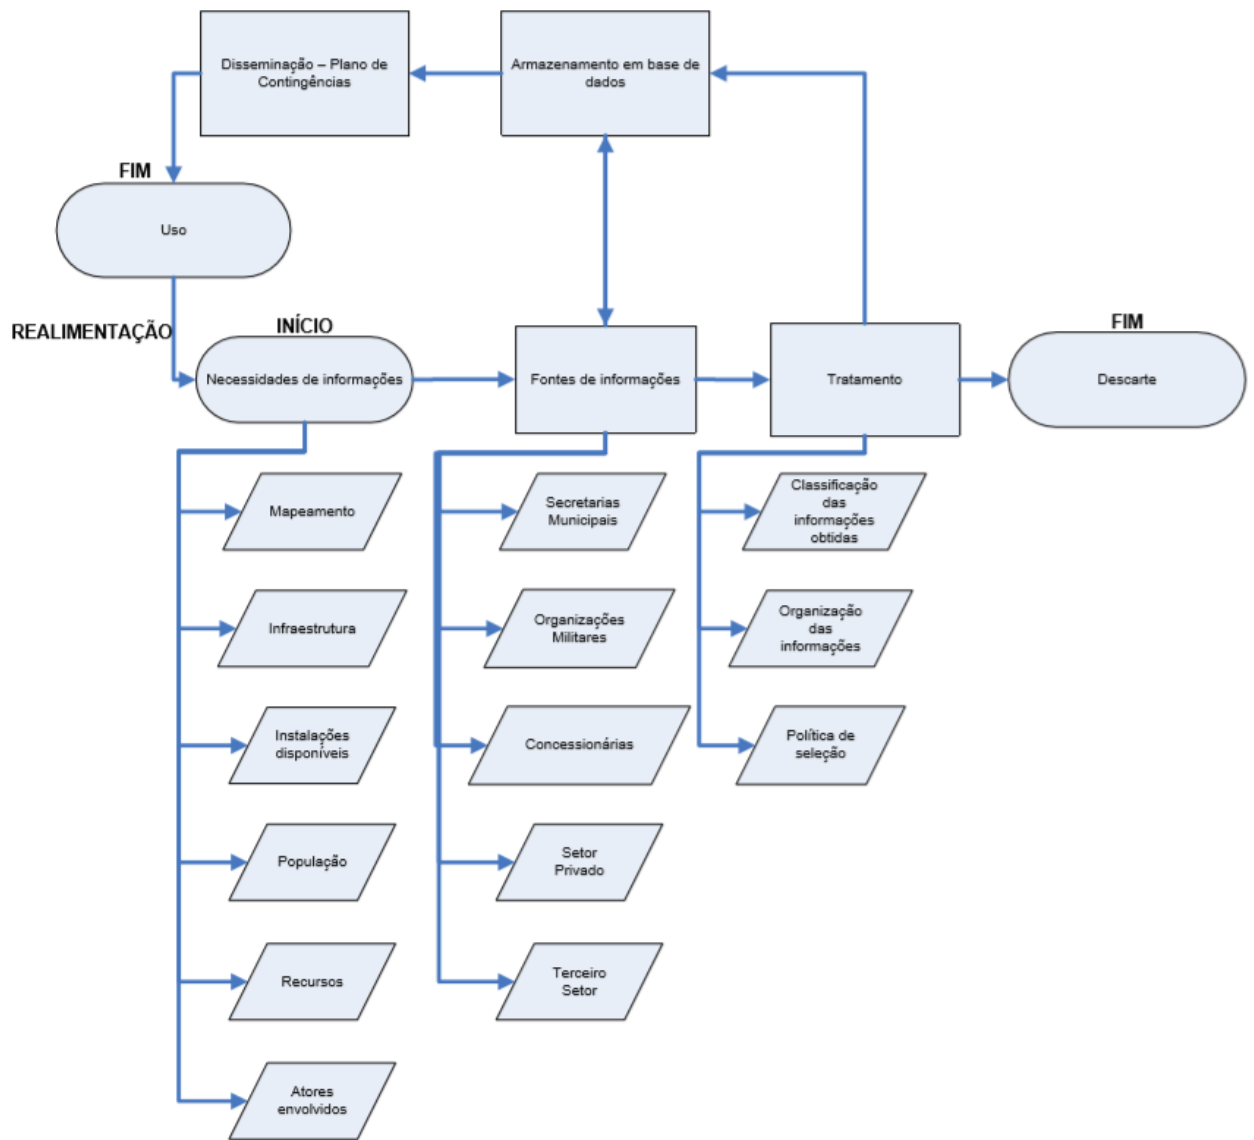 Disseminação – Plano de
Contingências
Armazenamento em base de
dados
FIM
Uso
REALIMENTAÇÃO
INÍCIO
Necessidades de informações
Fontes de informações
Tratamento
FIM
Descarte
Mapeamento
Infraestrutura
Instalações
disponíveis
População
Recursos
Atores
envolvidos
Secretarias
Municipais
Organizações
Militares
Concessionárias
Setor
Privado
Terceiro
Setor
Classificação
das
informações
obtidas
Organização
das
informações
Política de
seleção